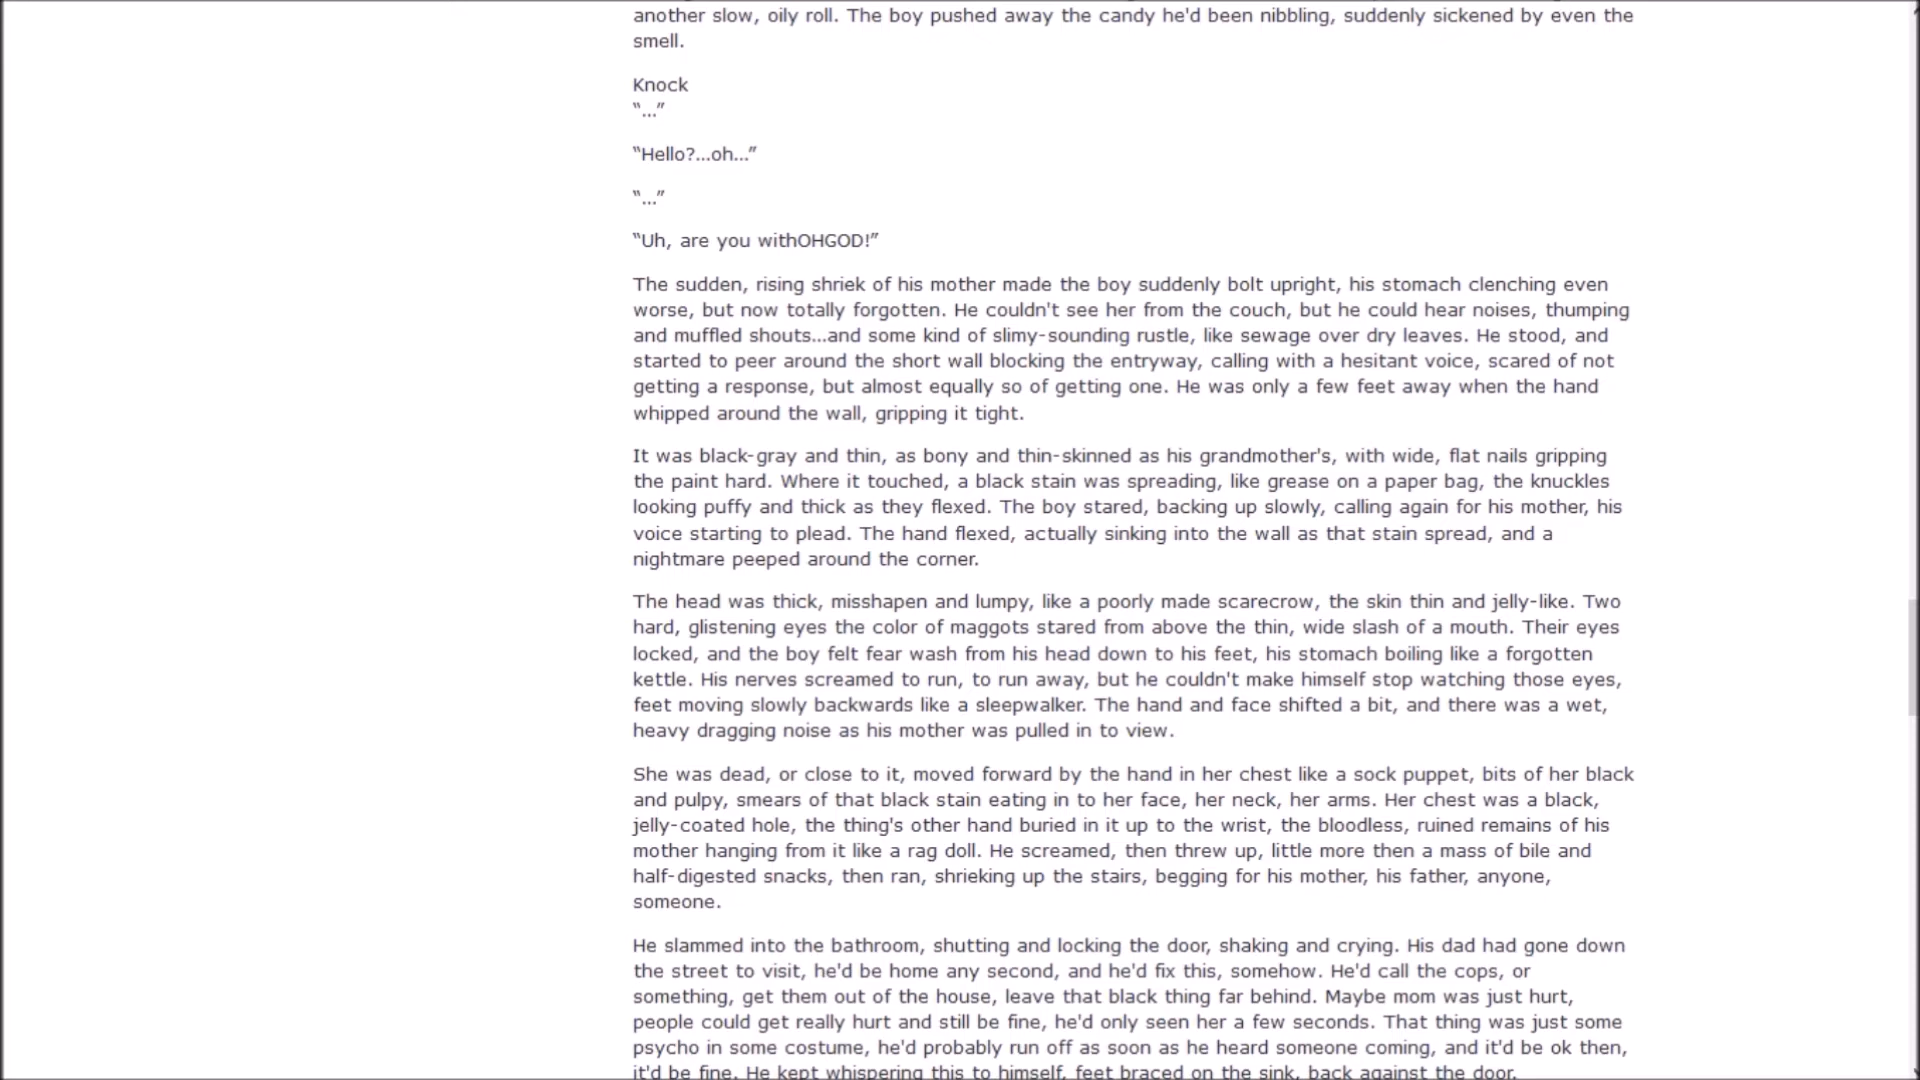 another slow, oily roll. The boy pushed away the candy he'd been nibbling, suddenly sickened by even the
smell.
Knock
“...”
“Hello?...oh...”
“...”
“Uh, are you withOHGOD!”
The sudden, rising shriek of his mother made the boy suddenly bolt upright, his stomach clenching even
worse, but now totally forgotten. He couldn't see her from the couch, but he could hear noises, thumping
and muffled shouts...and some kind of slimy-sounding rustle, like sewage over dry leaves. He stood, and
started to peer around the short wall blocking the entryway, calling with a hesitant voice, scared of not
getting a response, but almost equally so of getting one. He was only a few feet away when the hand
whipped around the wall, gripping it tight.
It was black-gray and thin, as bony and thin-skinned as his grandmother's, with wide, flat nails gripping
the paint hard. Where it touched, a black stain was spreading, like grease on a paper bag, the knuckles
looking puffy and thick as they flexed. The boy stared, backing up slowly, calling again for his mother, his
voice starting to plead. The hand flexed, actually sinking into the wall as that stain spread, and a
nightmare peeped around the corner.
The head was thick, misshapen and lumpy, like a poorly made scarecrow, the skin thin and jelly-like. Two
hard, glistening eyes the color of maggots stared from above the thin, wide slash of a mouth. Their eyes
locked, and the boy felt fear wash from his head down to his feet, his stomach boiling like a forgotten
kettle. His nerves screamed to run, to run away, but he couldn't make himself stop watching those eyes,
feet moving slowly backwards like a sleepwalker. The hand and face shifted a bit, and there was a wet,
heavy dragging noise as his mother was pulled in to view.
She was dead, or close to it, moved forward by the hand in her chest like a sock puppet, bits of her black
and pulpy, smears of that black stain eating in to her face, her neck, her arms. Her chest was a black,
jelly-coated hole, the thing's other hand buried in it up to the wrist, the bloodless, ruined remains of his
mother hanging from it like a rag doll. He screamed, then threw up, little more then a mass of bile and
half-digested snacks, then ran, shrieking up the stairs, begging for his mother, his father, anyone,
someone.
He slammed into the bathroom, shutting and locking the door, shaking and crying. His dad had gone down
the street to visit, he'd be home any second, and he'd fix this, somehow. He'd call the cops, or
something, get them out of the house, leave that black thing far behind. Maybe mom was just hurt,
people could get really hurt and still be fine, he'd only seen her a few seconds. That thing was just some
psycho in some costume, he'd probably run off as soon as he heard someone coming, and it'd be ok then,
it'd be fine. He kept whispering this to himself, feet braced on the sink, back against the door.